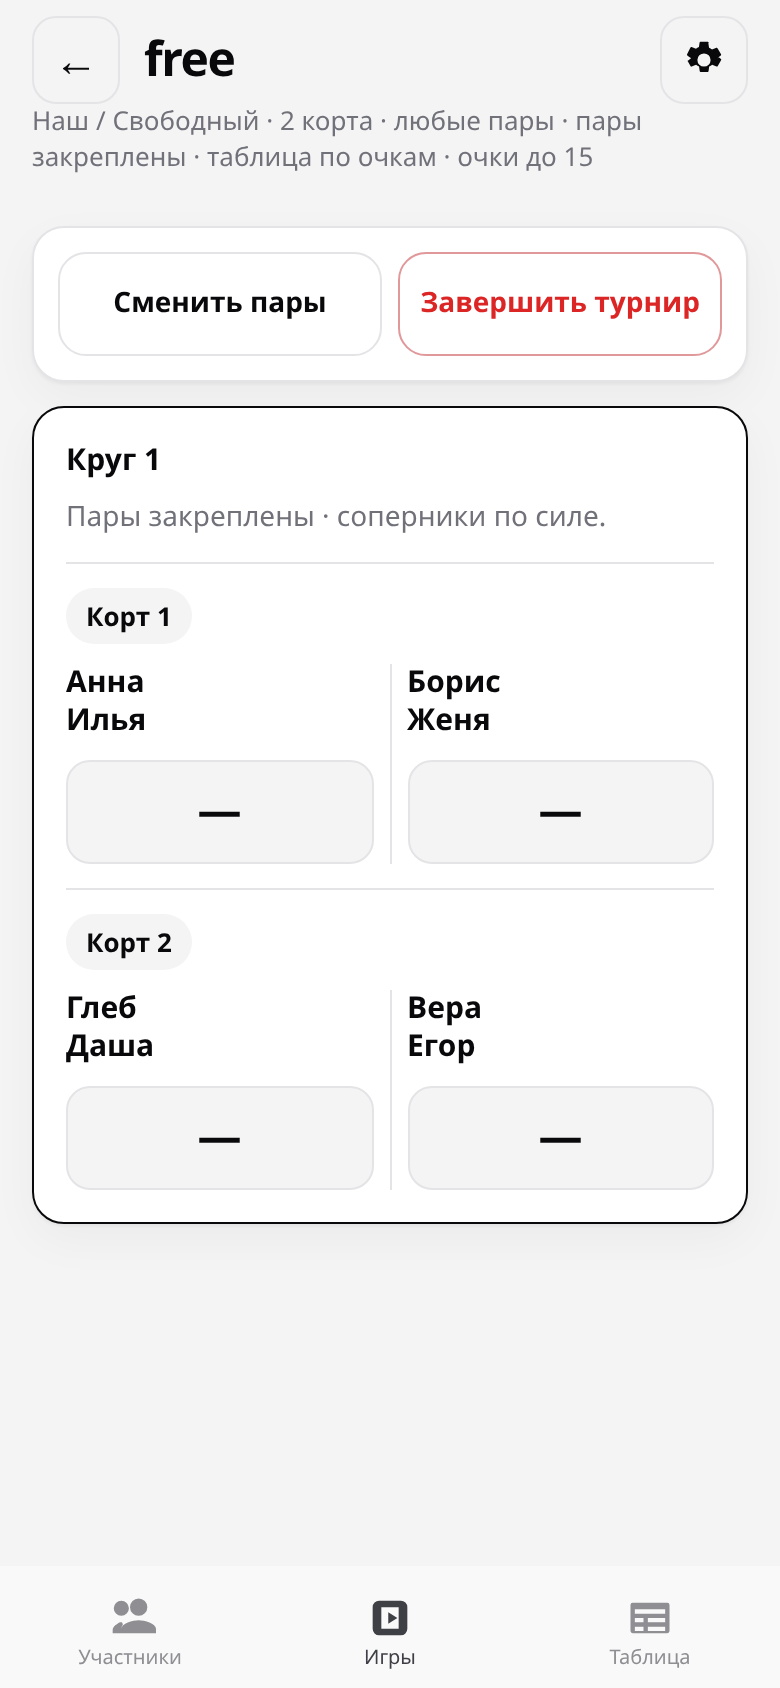 ← free
Наш / Свободный · 2 корта · любые пары · пары
закреплены · таблица по очкам · очки до 15
Сменить пары
Завершить турнир
Круг 1
Пары закреплены · соперники по силе.
Корт 1
Анна
Илья
—
Борис
Женя
—
Корт 2
Глеб
Даша
—
Вера
Егор
—
Участники
Игры
Таблица